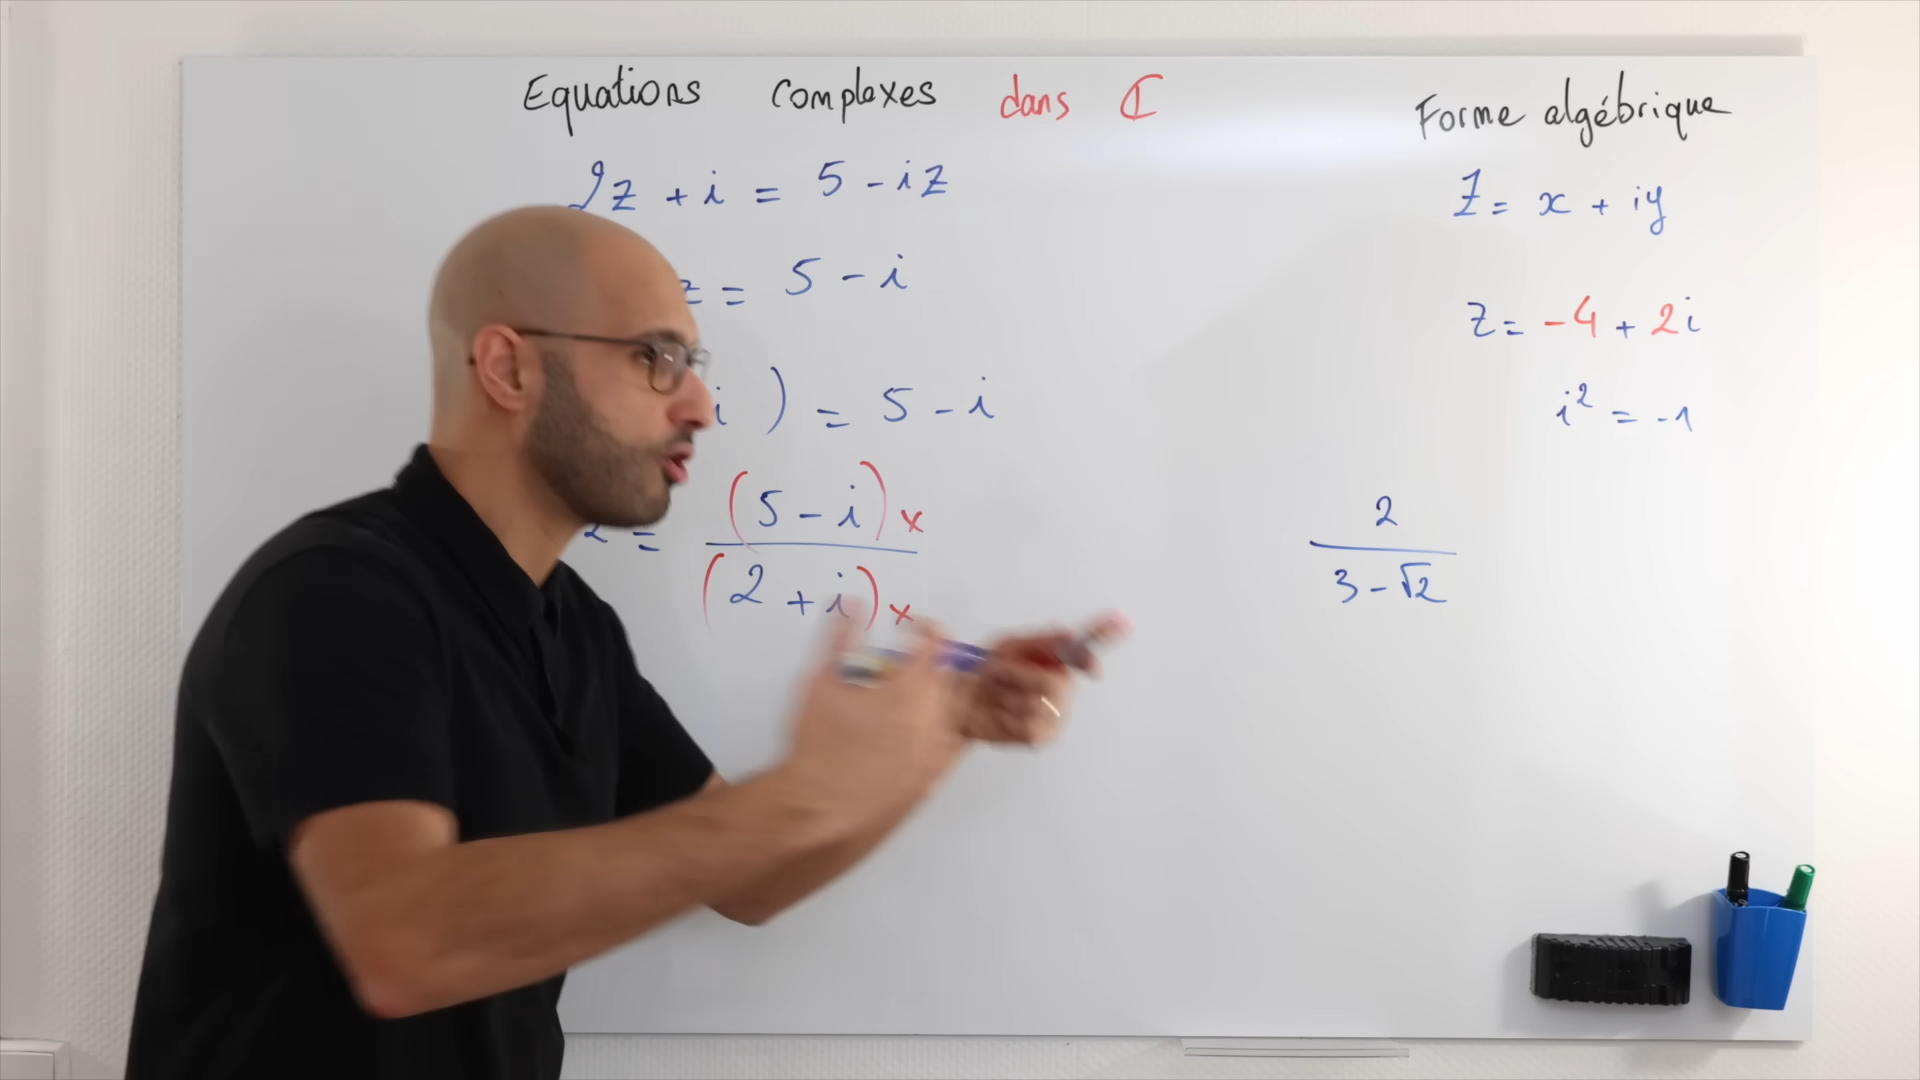 Equations complexes dans ℂ
2z + i = 5 - iz
z = 5 - i
i ) = 5 - i
z = (5 - i) x
(2 + i) x
Forme algébrique
Z = x + iy
z = -4 + 2i
i² = -1
2
3 - √2